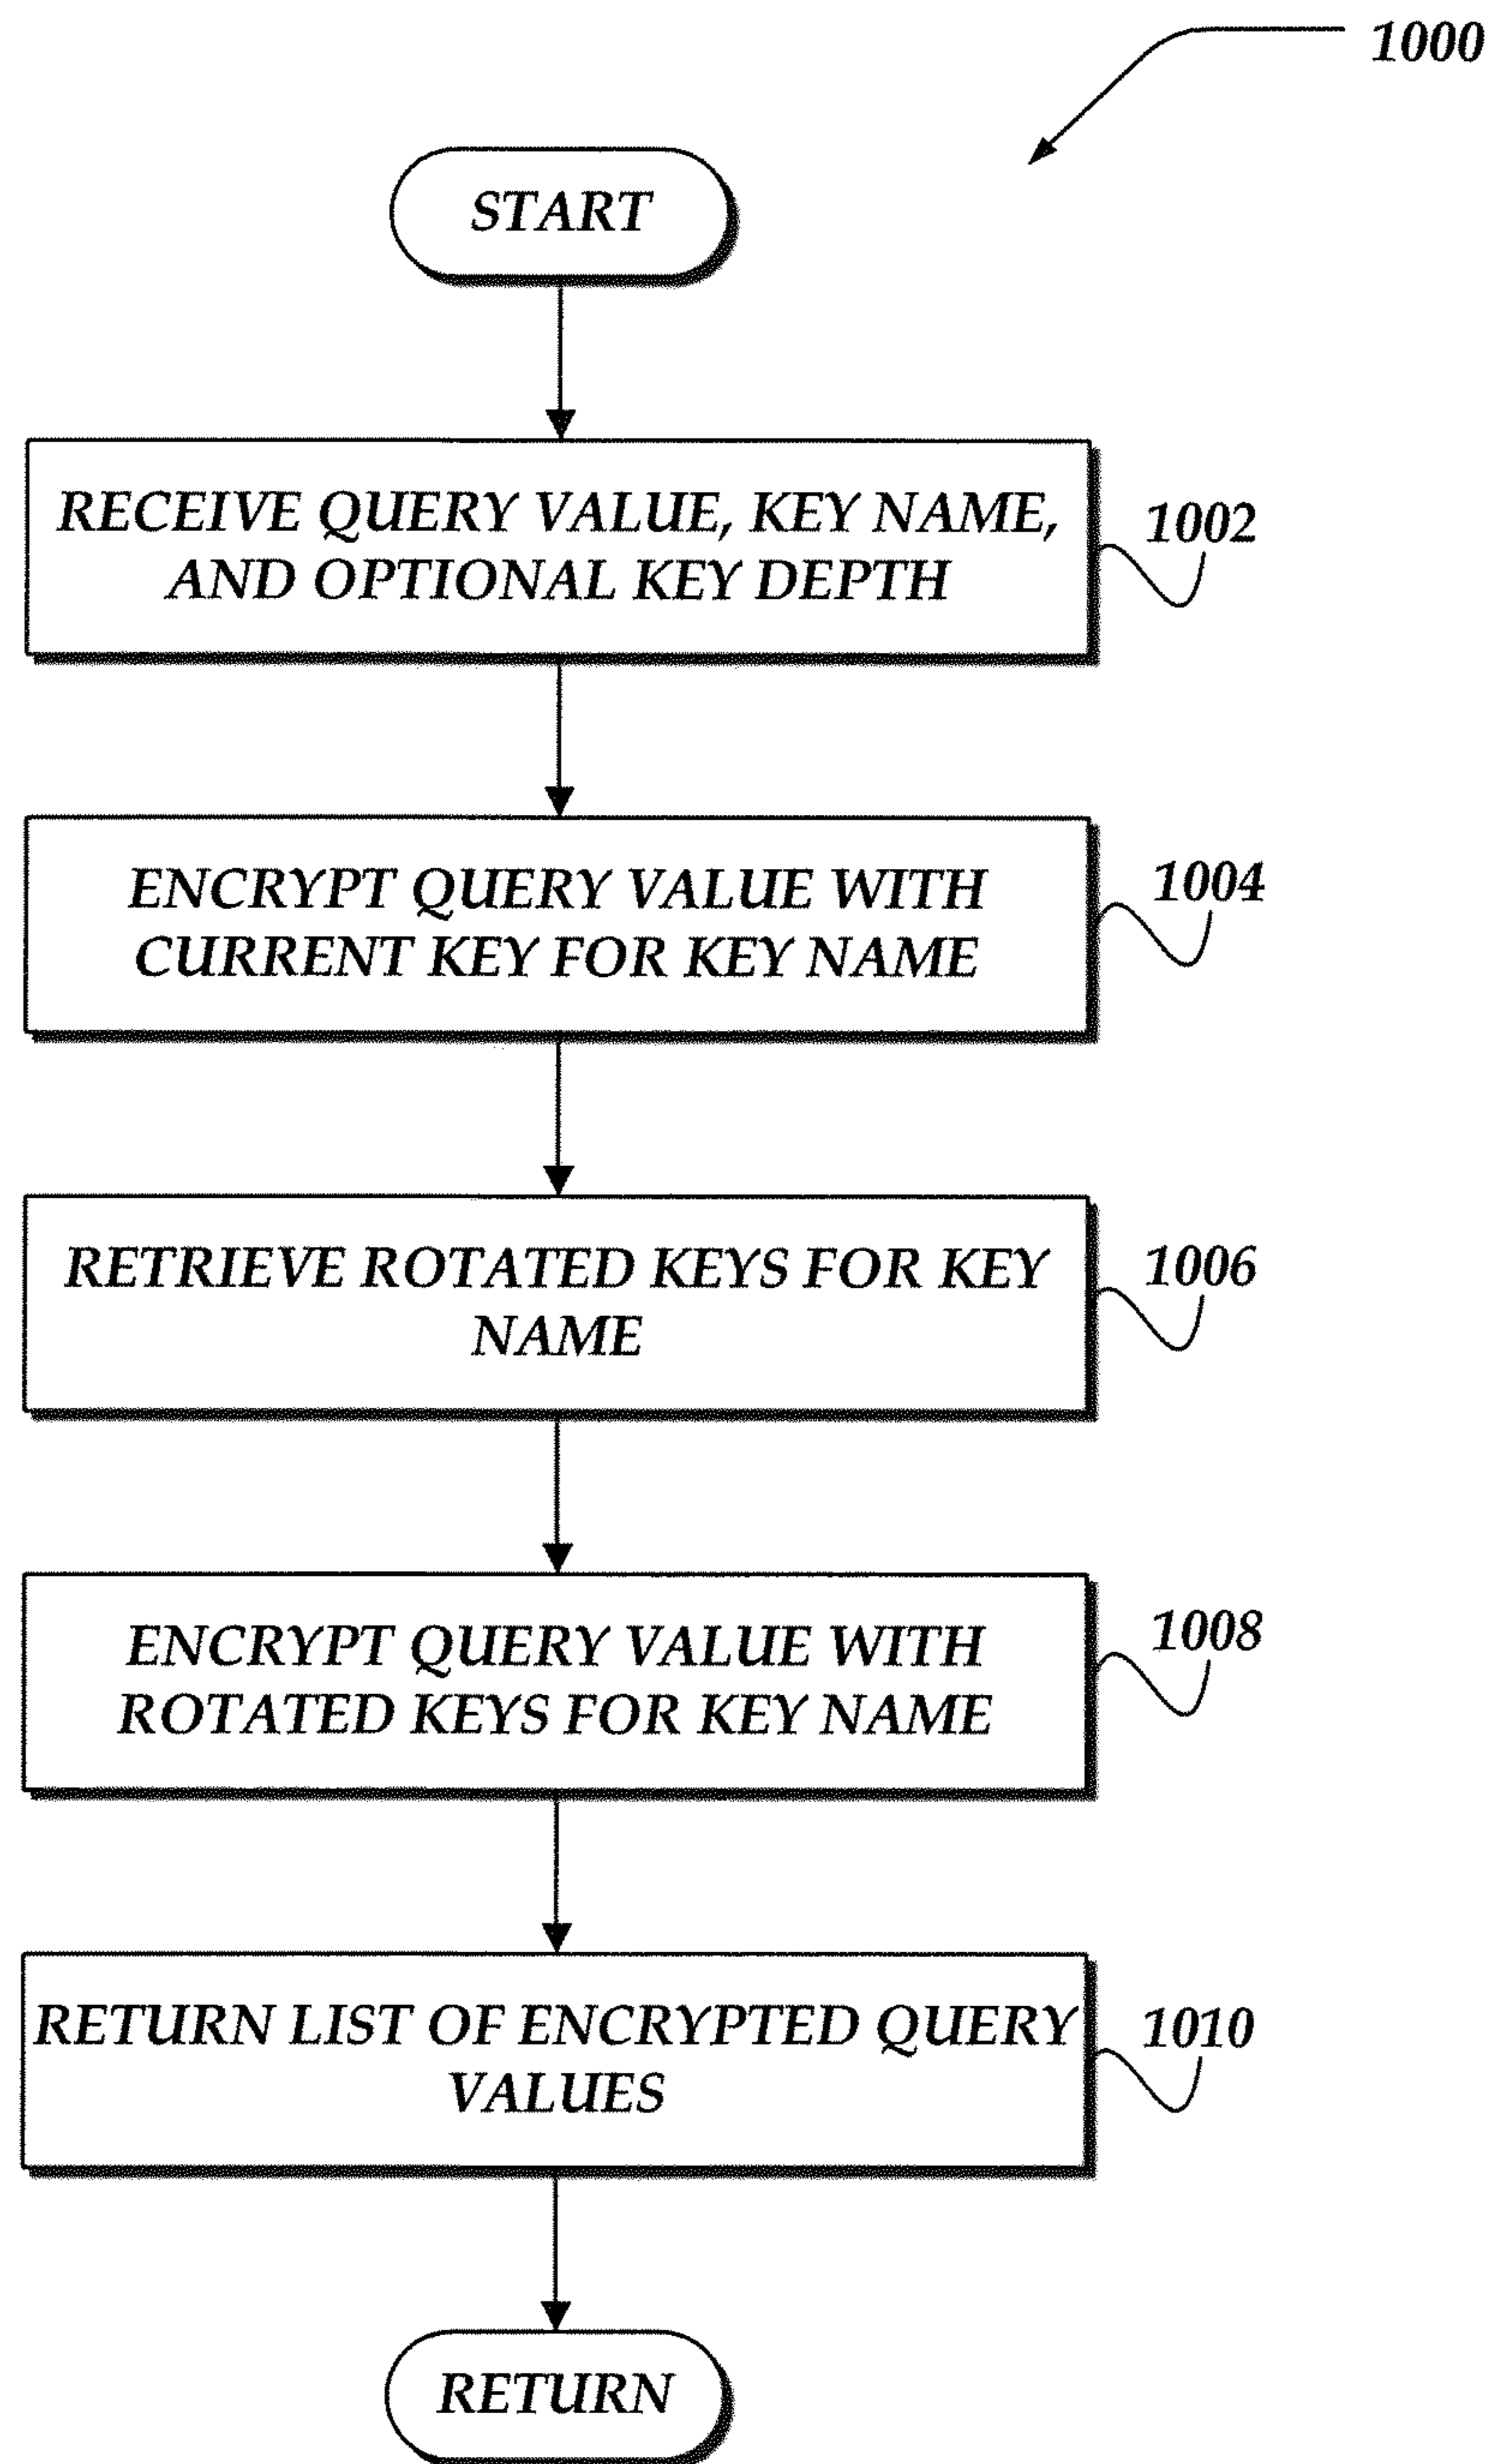 1000
START
RECEIVE QUERY VALUE, KEY NAME,
AND OPTIONAL KEY DEPTH
1002
ENCRYPT QUERY VALUE WITH
CURRENT KEY FOR KEY NAME
1004
RETRIEVE ROTATED KEYS FOR KEY
NAME
1006
ENCRYPT QUERY VALUE WITH
ROTATED KEYS FOR KEY NAME
1008
RETURN LIST OF ENCRYPTED QUERY
VALUES
1010
RETURN